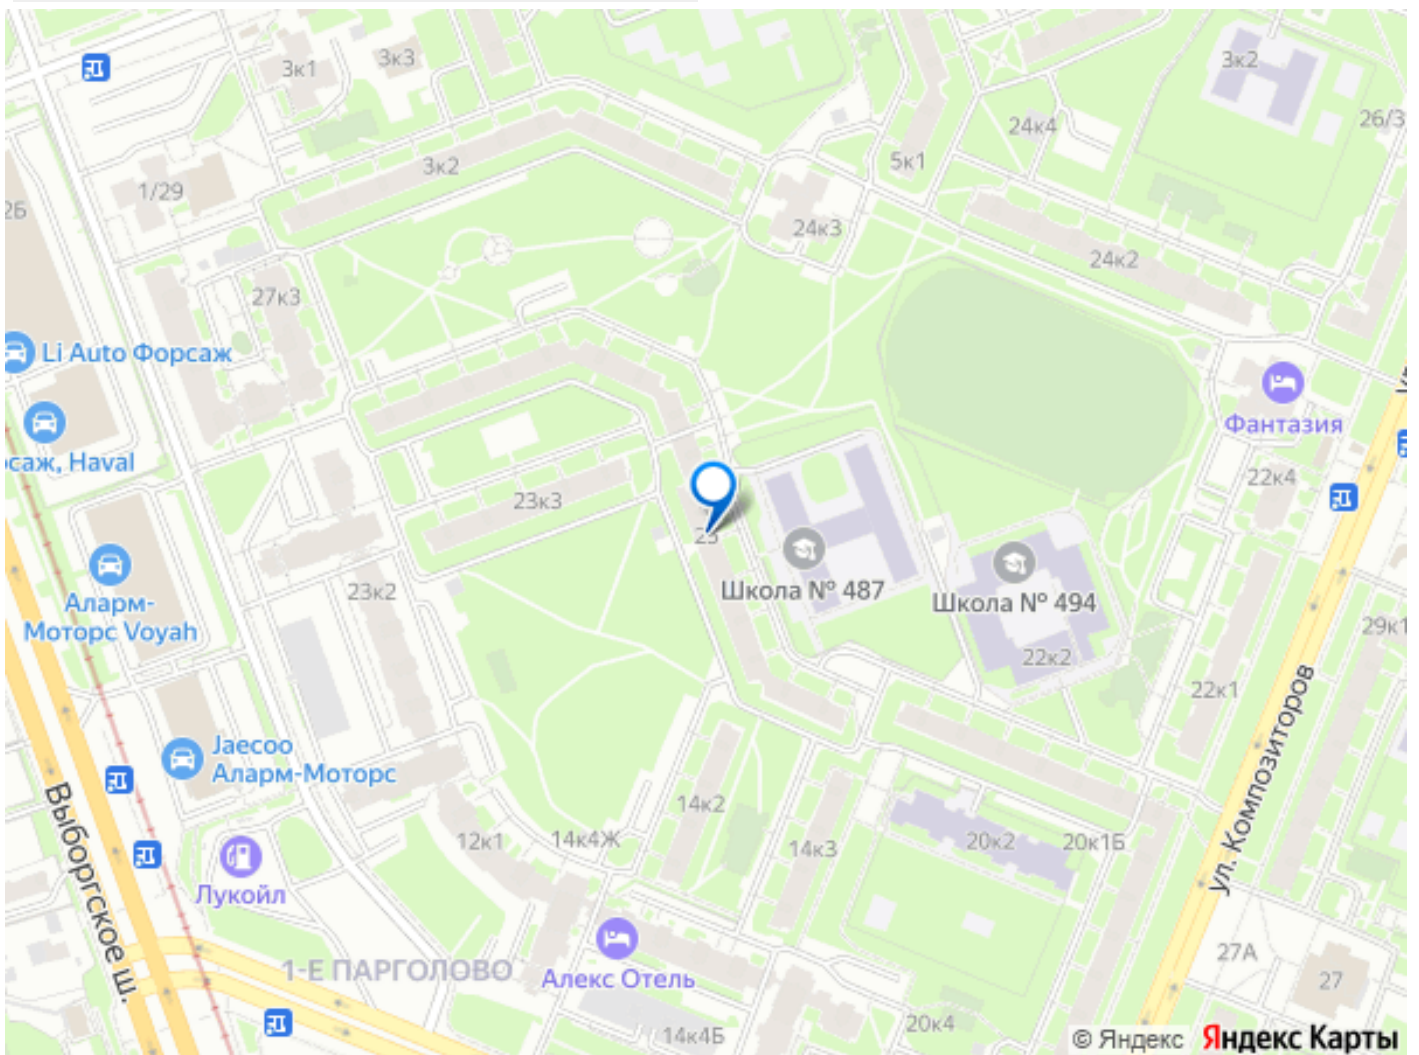 3к1
3к3
3к2
24к4
26/3
5к1
3к2
1/29
2Б
24к3
24к2
27к3
Li Auto Форсаж
Фантазия
саж, Haval
22к4
23к3
Аларм-
Моторс Voyah
23к2
Школа № 487
Школа № 494
22к2
29к1
22к1
Jaecoo
Аларм-Моторс
ул. Композиторов
Выборгское ш.
14к2
12к1
14к4Ж
14к3
20к2
20к1Б
Лукойл
1-Е ПАРГОЛОВО
Алекс Отель
27А
27
20к4
14к4Б
© Яндекс Яндекс Карты